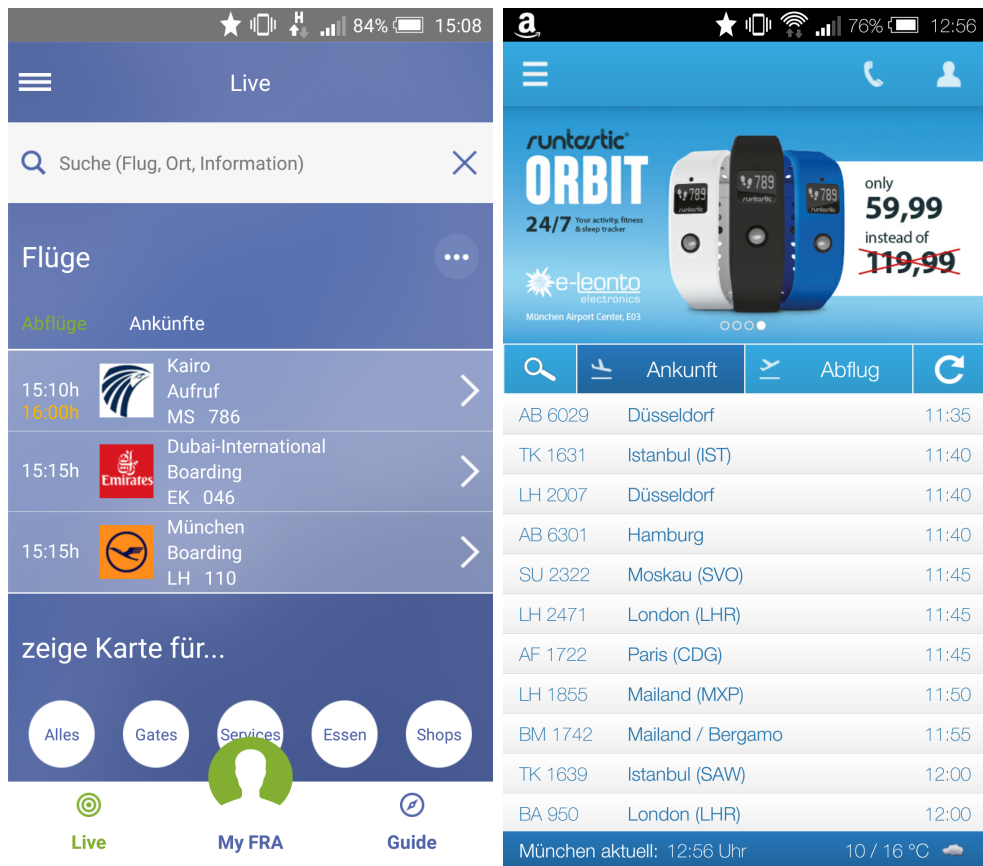 H 84% 15:08
Live
Suche (Flug, Ort, Information)
Flüge
Abflüge Ankünfte
15:10h
16:00h
Kairo
Aufruf
MS 786
15:15h
Emirates
Dubai-International
Boarding
EK 046
15:15h
München
Boarding
LH 110
zeige Karte für...
Alles Gates Services Essen Shops
Live My FRA Guide
a 76% 12:56
runtastic
ORBIT
24/7 Your activity, fitness
& sleep tracker
e-leonto
electronics
München Airport Center, E03
789
runtastic
789
runtastic
789
runtastic
only
59,99
instead of
119,99
Ankunft Abflug
AB 6029 Düsseldorf 11:35
TK 1631 Istanbul (IST) 11:40
LH 2007 Düsseldorf 11:40
AB 6301 Hamburg 11:40
SU 2322 Moskau (SVO) 11:45
LH 2471 London (LHR) 11:45
AF 1722 Paris (CDG) 11:45
LH 1855 Mailand (MXP) 11:50
BM 1742 Mailand / Bergamo 11:55
TK 1639 Istanbul (SAW) 12:00
BA 950 London (LHR) 12:00
München aktuell: 12:56 Uhr 10 / 16 °C